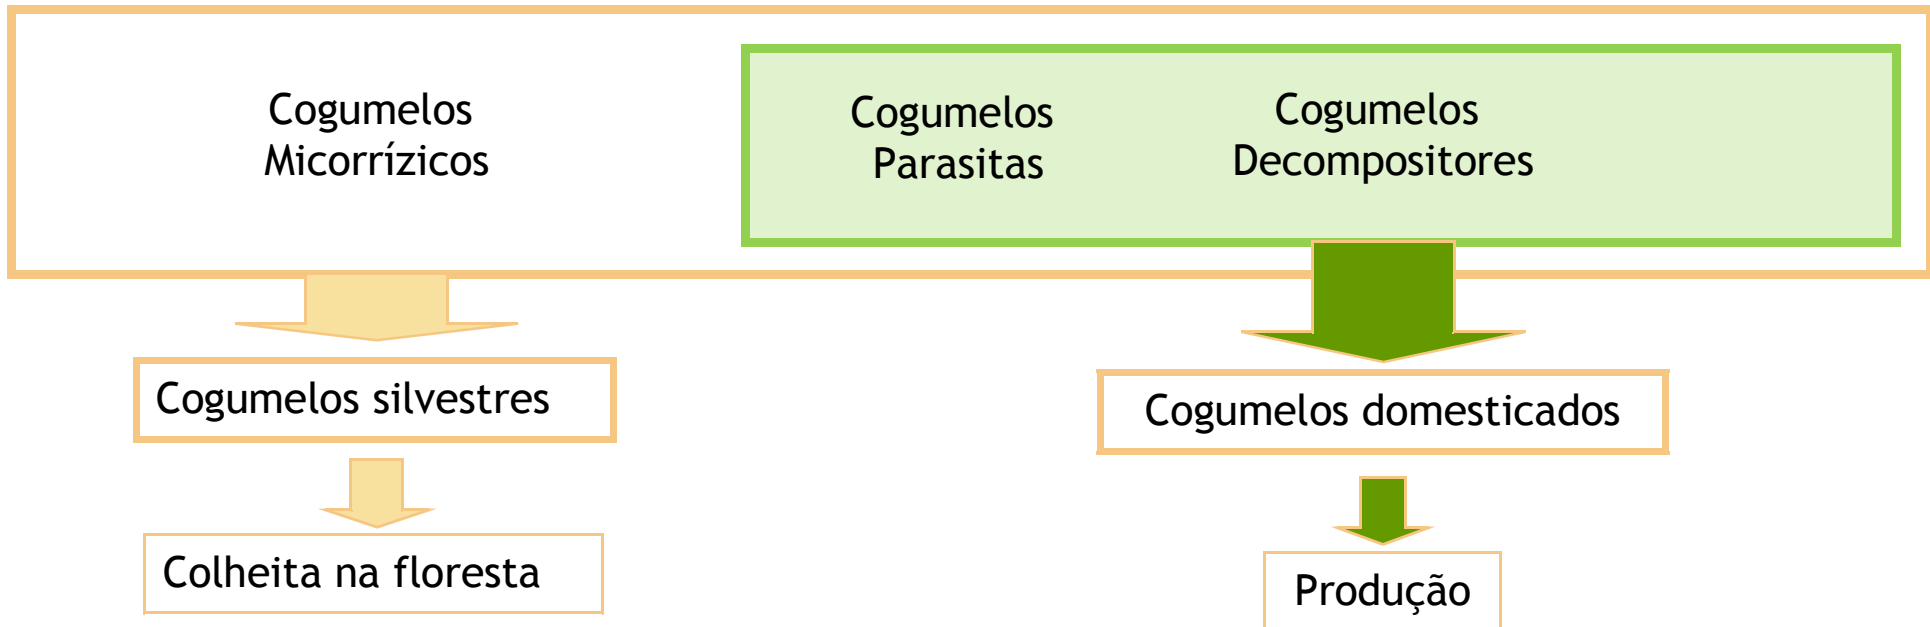 Cogumelos
Micorrízicos
Cogumelos
Parasitas
Cogumelos
Decompositores
Cogumelos silvestres
Cogumelos domesticados
Colheita na floresta
Produção